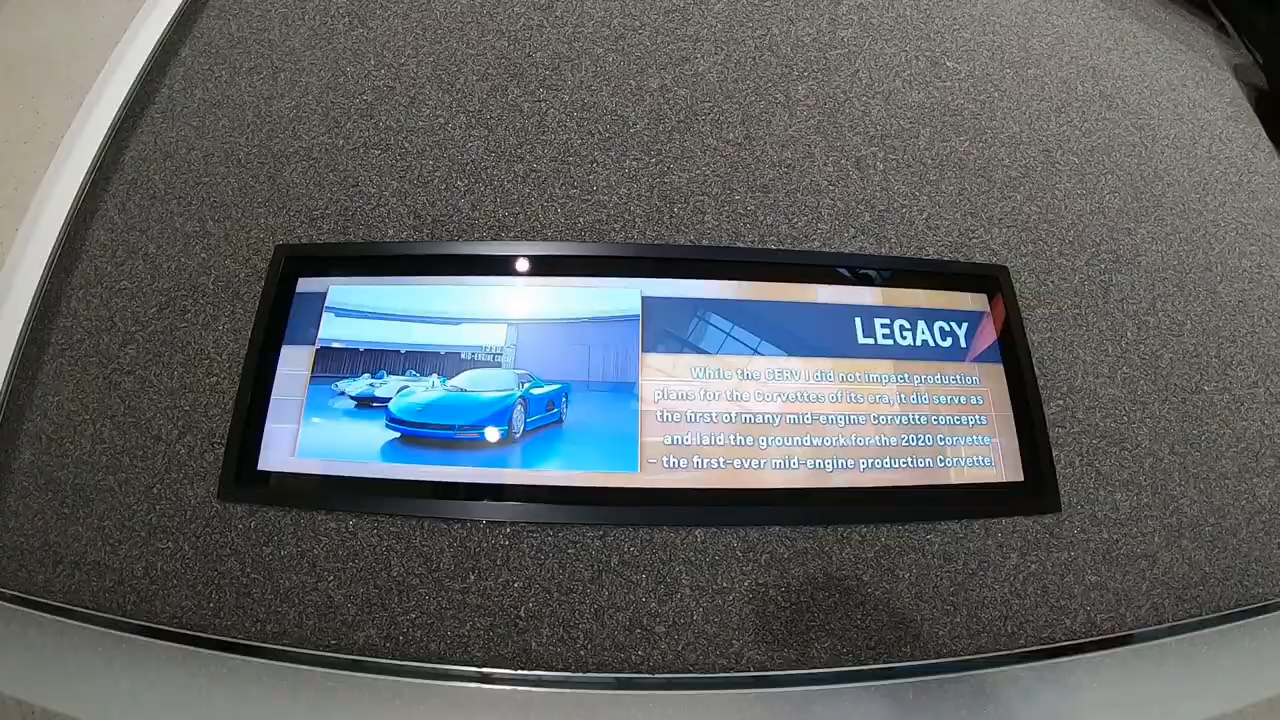 LEGACY
While the CERV I did not impact production
plans for the Corvettes of its era, it did serve as
the first of many mid-engine Corvette concepts
and laid the groundwork for the 2020 Corvette
– the first-ever mid-engine production Corvette.
MID-ENGINE